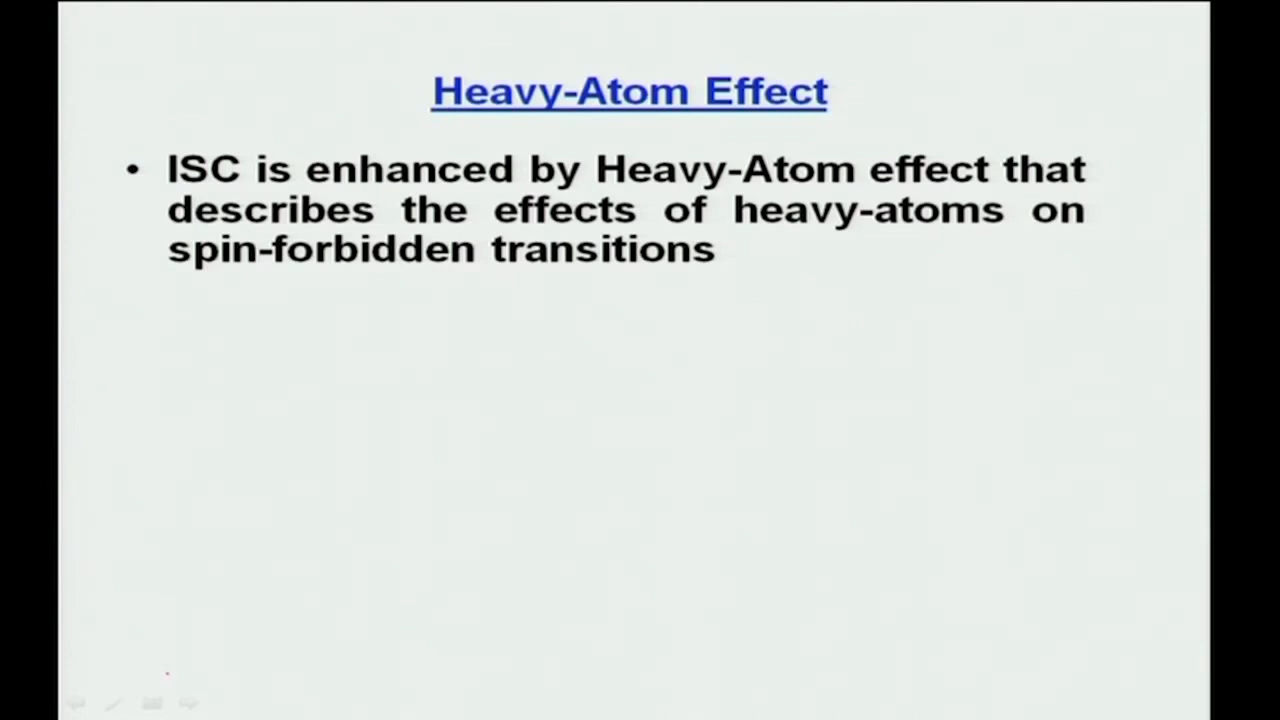 Heavy-Atom Effect
• ISC is enhanced by Heavy-Atom effect that
describes the effects of heavy-atoms on
spin-forbidden transitions